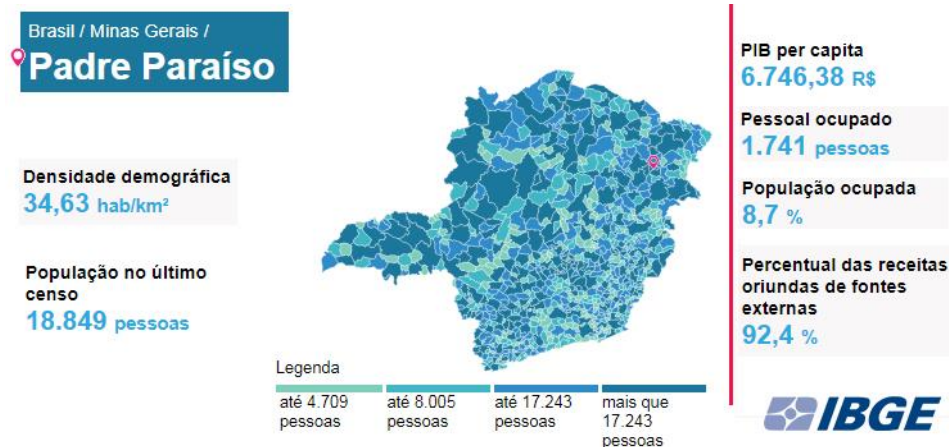 Brasil / Minas Gerais /
Padre Paraíso
Densidade demográfica
34,63 hab/km²
População no último
censo
18.849 pessoas
Legenda
até 4.709
pessoas
até 8.005
pessoas
até 17.243
pessoas
mais que
17.243
pessoas
PIB per capita
6.746,38 R$
Pessoal ocupado
1.741 pessoas
População ocupada
8,7 %
Percentual das receitas
oriundas de fontes
externas
92,4 %
IBGE